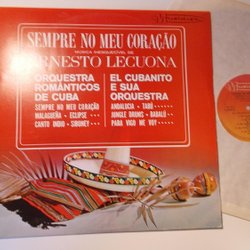 SEMPRE NO MEU CORAÇÃO
MÚSICA INESQUECÍVEL DE
ERNESTO LECUONA
ORQUESTRA
ROMÂNTICOS
DE CUBA
SEMPRE NO MEU CORAÇÃO
MALAGUEÑA - ECLIPSE
CANTO INDIO - SIBONEY
EL CUBANITO
E SUA
ORQUESTRA
ANDALUCIA - TABÚ
JUNGLE DRUMS - BABALÚ
PARA VIGO ME VOY